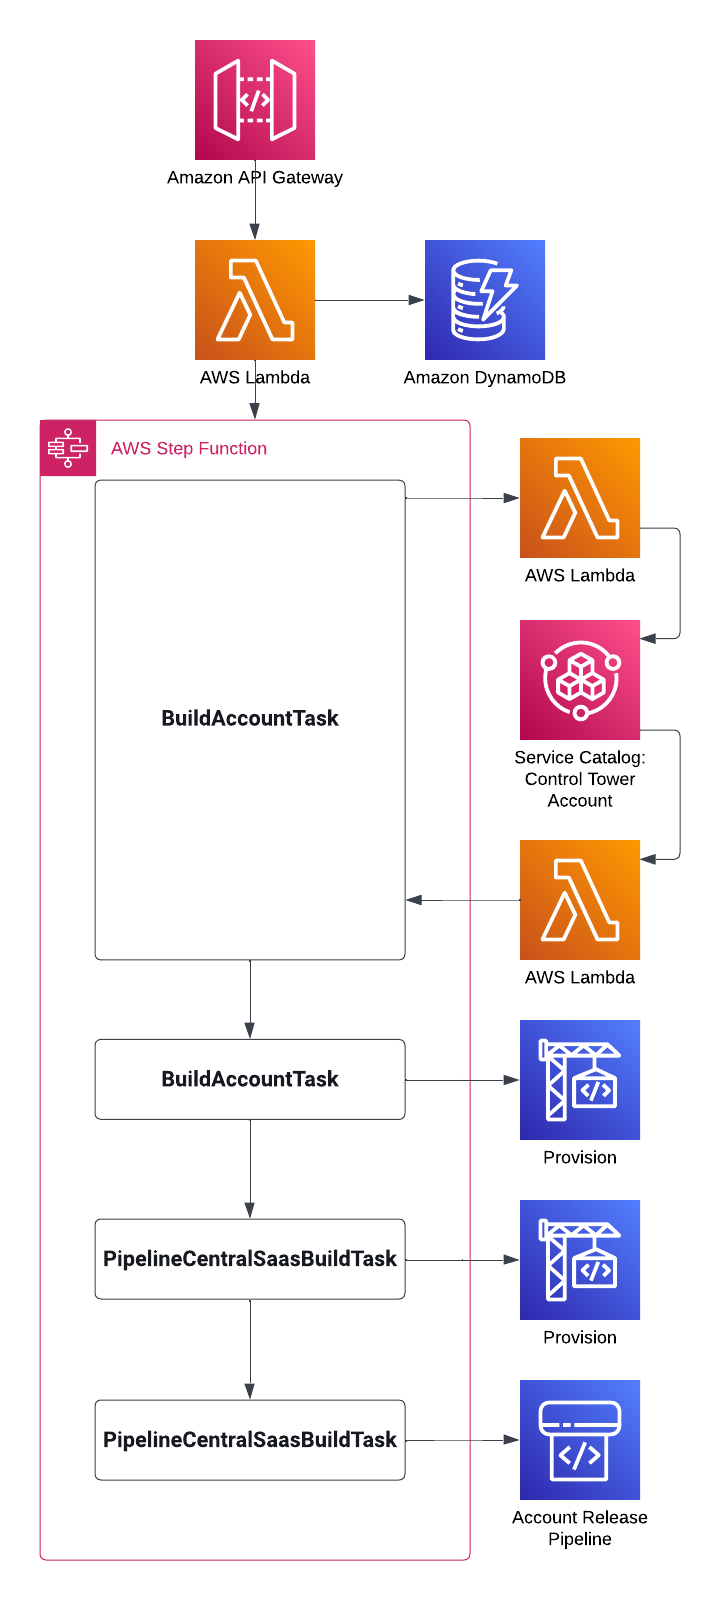 Amazon API Gateway
AWS Lambda
Amazon DynamoDB
AWS Step Function
AWS Lambda
BuildAccountTask
Service Catalog:
Control Tower
Account
AWS Lambda
BuildAccountTask
Provision
PipelineCentralSaasBuildTask
Provision
PipelineCentralSaasBuildTask
Account Release
Pipeline